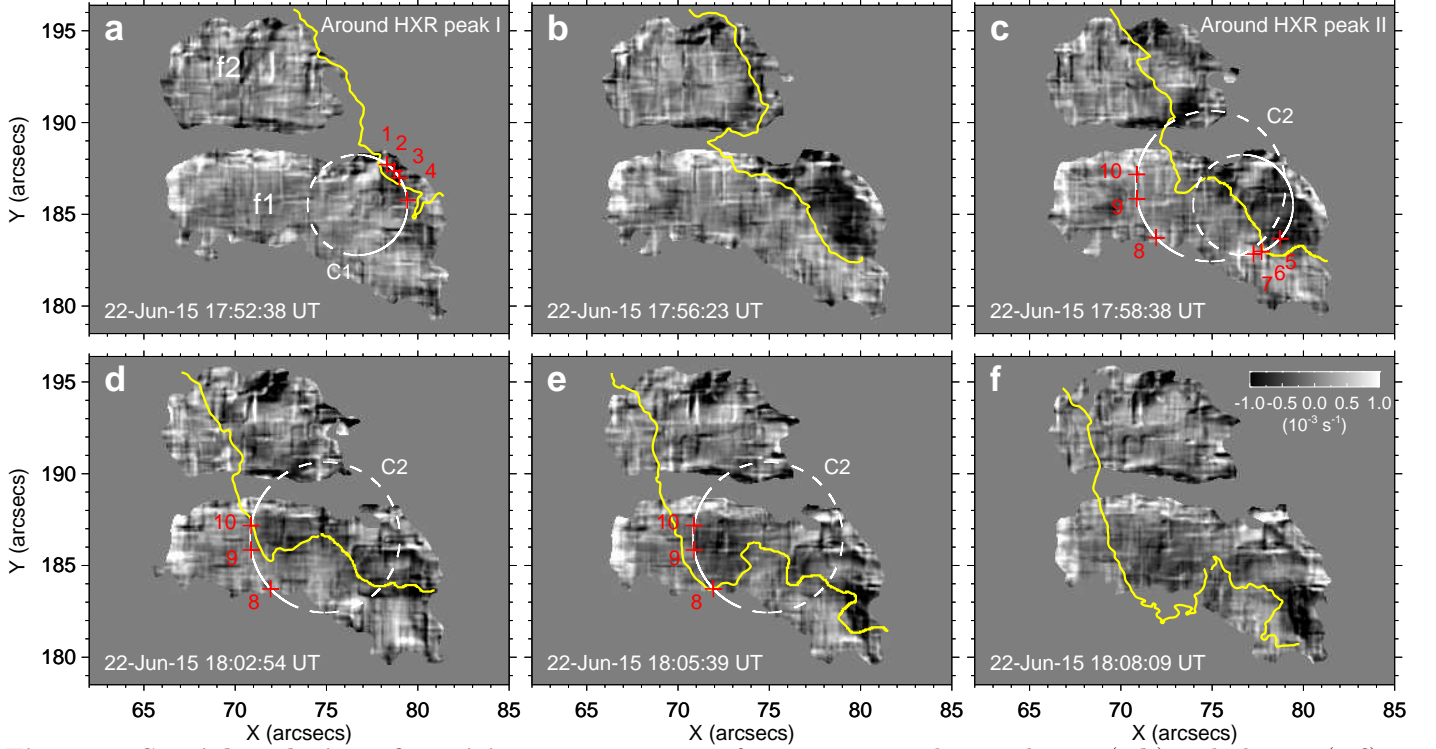 a
Around HXR peak I
f2
1
2
3
4
f1
C1
22-Jun-15 17:52:38 UT
b
22-Jun-15 17:56:23 UT
c
Around HXR peak II
C2
10
9
8
5
6
7
22-Jun-15 17:58:38 UT
195
190
185
180
Y (arcsecs)
d
C2
10
9
8
22-Jun-15 18:02:54 UT
e
C2
10
9
8
22-Jun-15 18:05:39 UT
f
-1.0 -0.5 0.0 0.5 1.0
(10⁻³ s⁻¹)
22-Jun-15 18:08:09 UT
195
190
185
180
Y (arcsecs)
65 70 75 80 85
X (arcsecs)
65 70 75 80 85
X (arcsecs)
65 70 75 80 85
X (arcsecs)